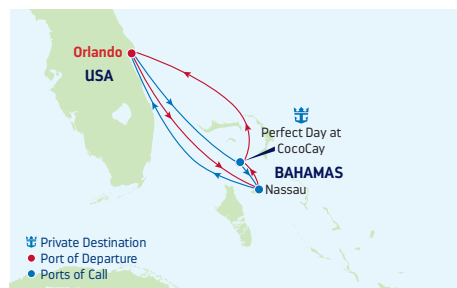 Orlando
USA
Perfect Day at
CocoCay
BAHAMAS
Nassau
Private Destination
Port of Departure
Ports of Call